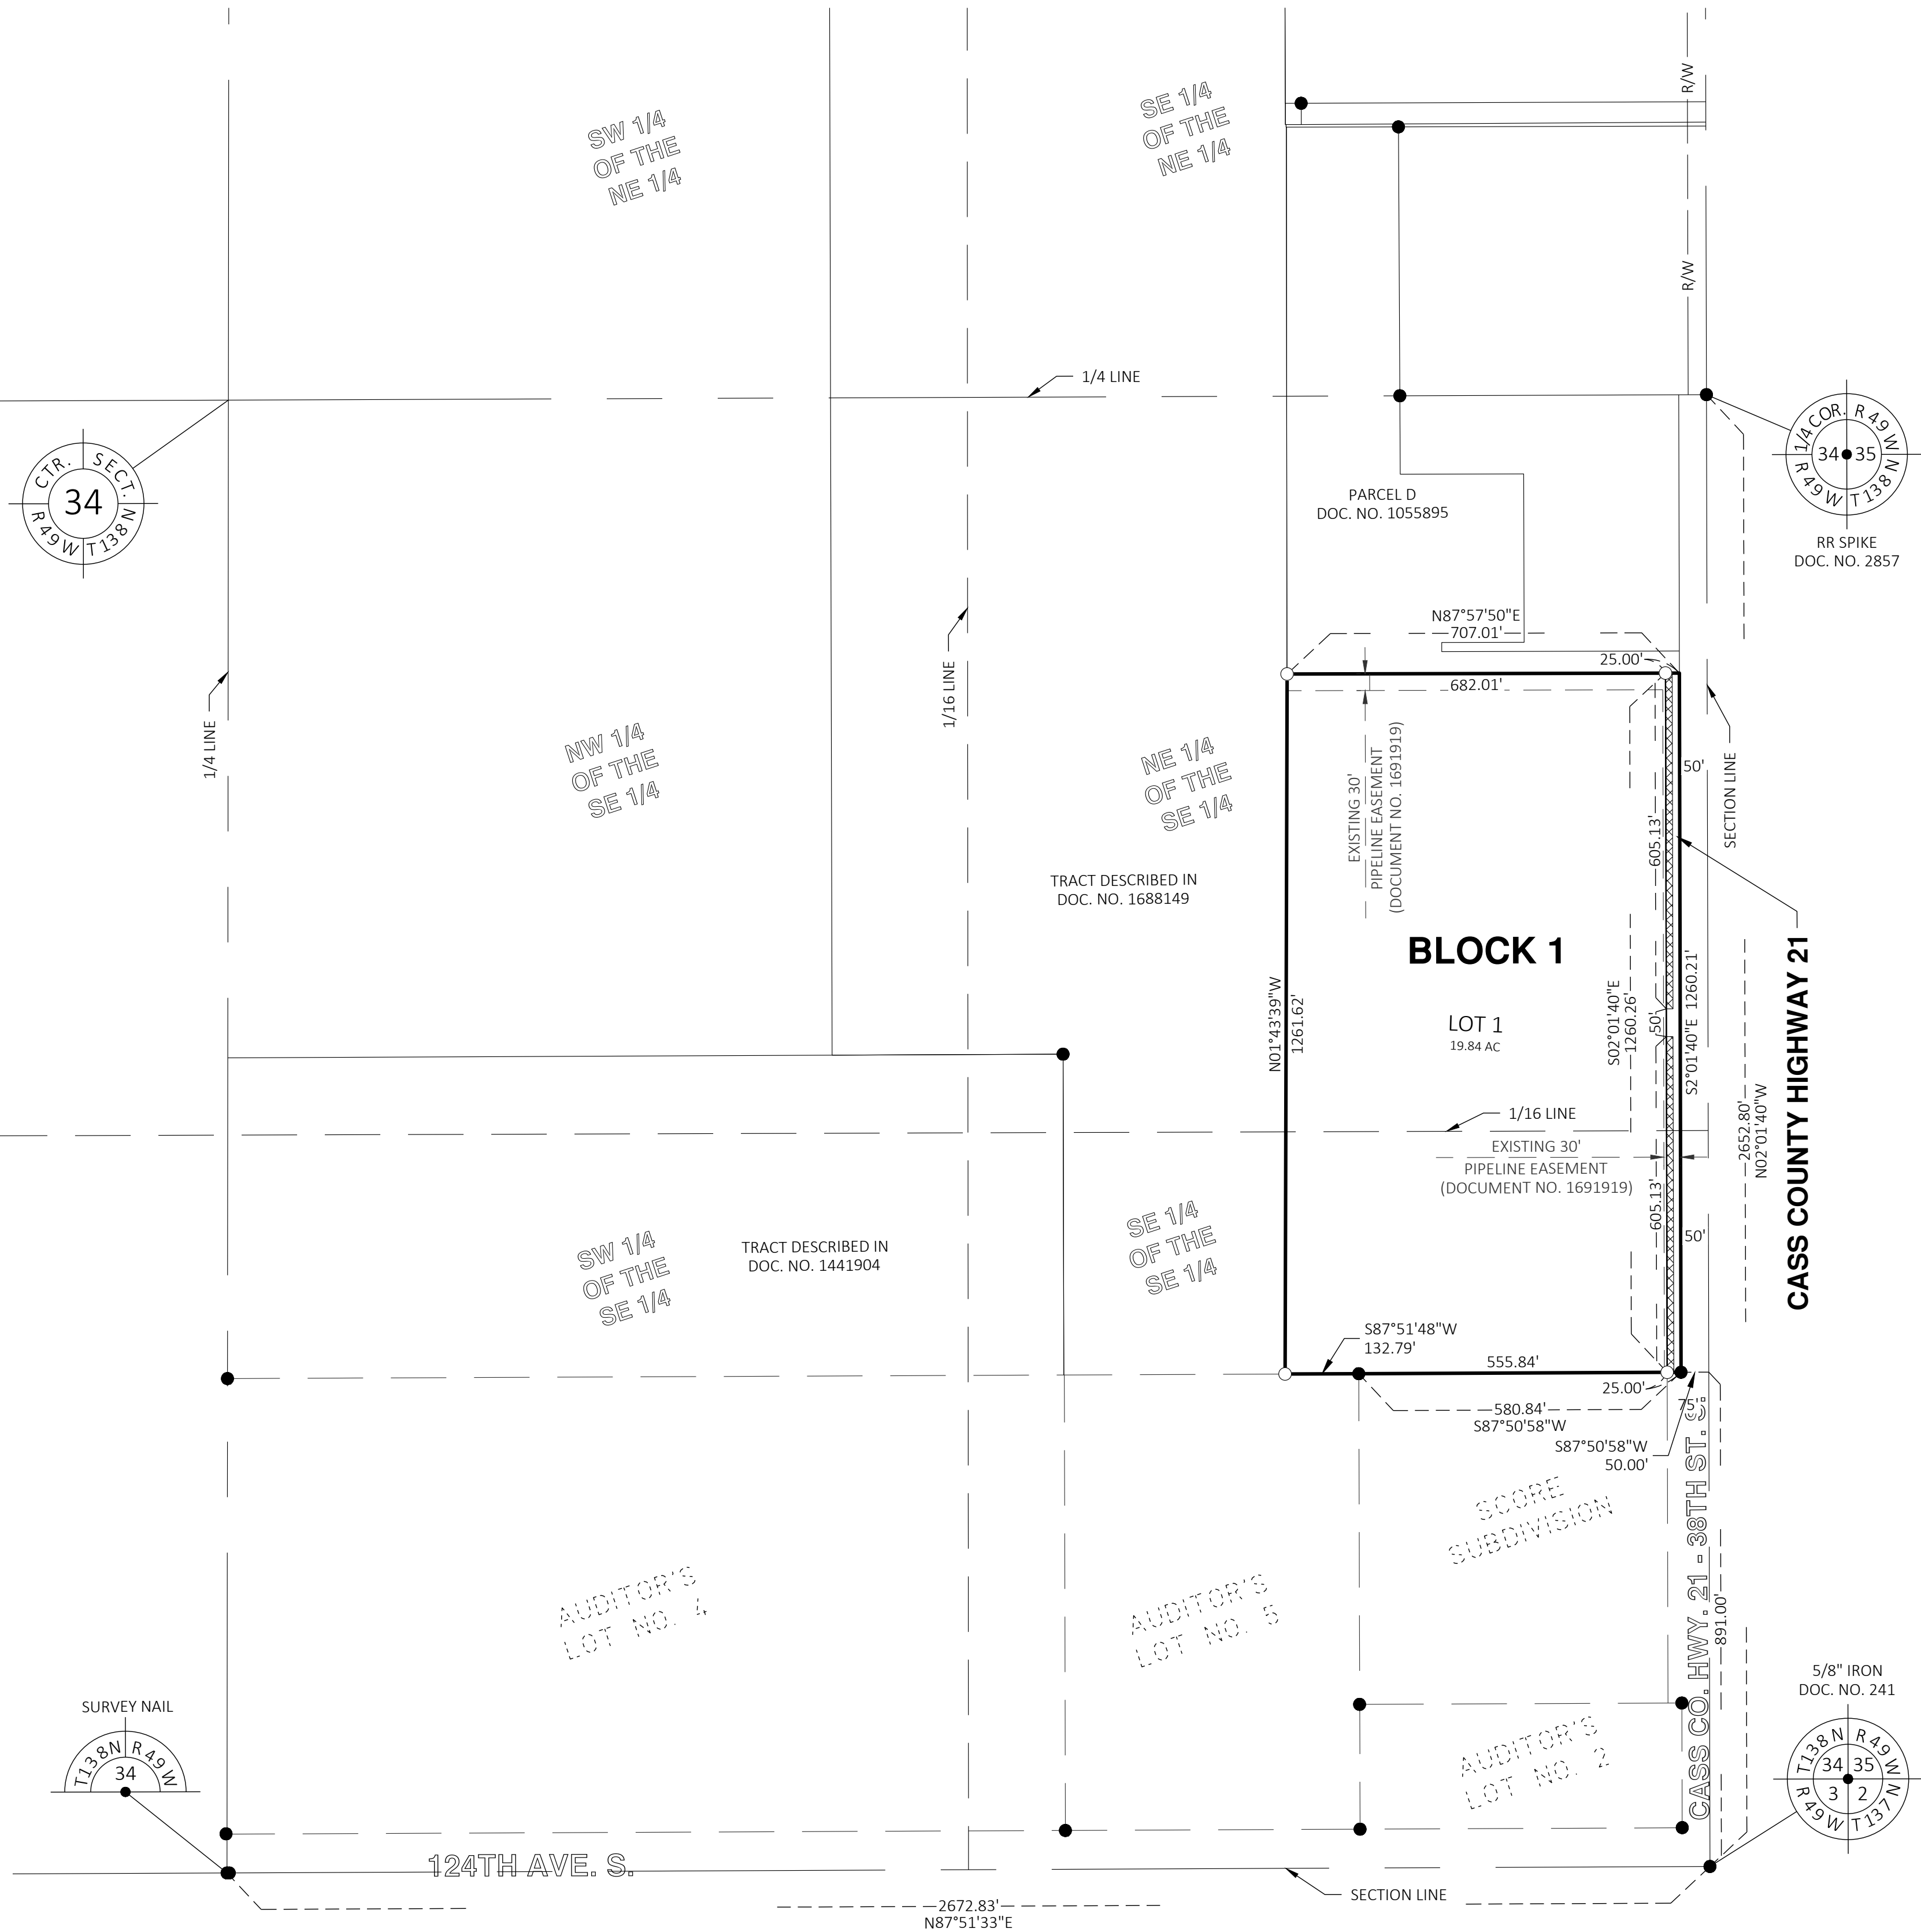 SW 1/4
OF THE
NE 1/4
SE 1/4
OF THE
NE 1/4
R/W
R/W
1/4 LINE
CTR. SECT.
34
R 49 W T 138 N
1/4 COR. R 49 W
34 35
R 49 W T 138 N
RR SPIKE
DOC. NO. 2857
PARCEL D
DOC. NO. 1055895
N87°57'50"E
707.01'
25.00'
682.01'
1/4 LINE
1/16 LINE
NW 1/4
OF THE
SE 1/4
NE 1/4
OF THE
SE 1/4
EXISTING 30'
PIPELINE EASEMENT
(DOCUMENT NO. 1691919)
50'
SECTION LINE
605.13'
TRACT DESCRIBED IN
DOC. NO. 1688149
BLOCK 1
LOT 1
19.84 AC
N01°43'39"W
1261.62'
S02°01'40"E
1260.26'
50'
S2°01'40"E 1260.21'
CASS COUNTY HIGHWAY 21
2652.80'
N02°01'40"W
1/16 LINE
EXISTING 30'
PIPELINE EASEMENT
(DOCUMENT NO. 1691919)
605.13'
50'
SW 1/4
OF THE
SE 1/4
TRACT DESCRIBED IN
DOC. NO. 1441904
SE 1/4
OF THE
SE 1/4
S87°51'48"W
132.79'
555.84'
25.00'
75'
580.84'
S87°50'58"W
S87°50'58"W
50.00'
SCORE
SUBDIVISION
CASS CO. HWY. 21 - 38TH ST. S.
891.00'
AUDITOR'S
LOT NO. 4
AUDITOR'S
LOT NO. 5
AUDITOR'S
LOT NO. 2
SURVEY NAIL
T138N R 49 W
34
5/8" IRON
DOC. NO. 241
T138 N R 49 W
34 35
3 2
R 49 W T 137 N
124TH AVE. S.
SECTION LINE
2672.83'
N87°51'33"E